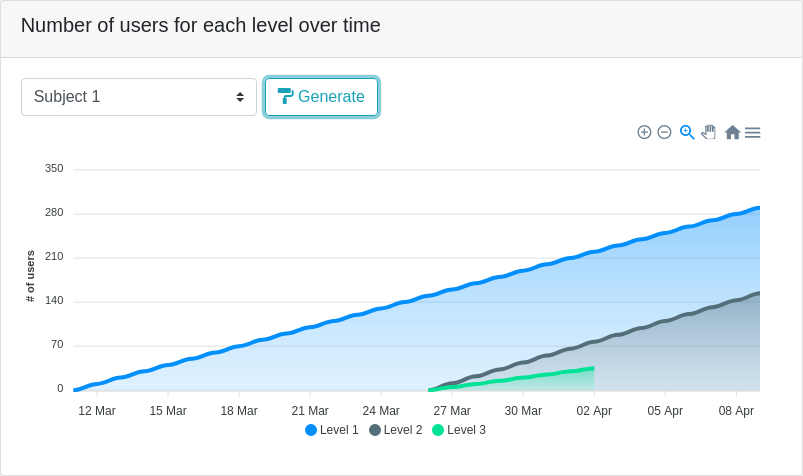 Number of users for each level over time
Subject 1
Generate
350
280
210
140
70
0
# of users
12 Mar 15 Mar 18 Mar 21 Mar 24 Mar 27 Mar 30 Mar 02 Apr 05 Apr 08 Apr
Level 1 Level 2 Level 3